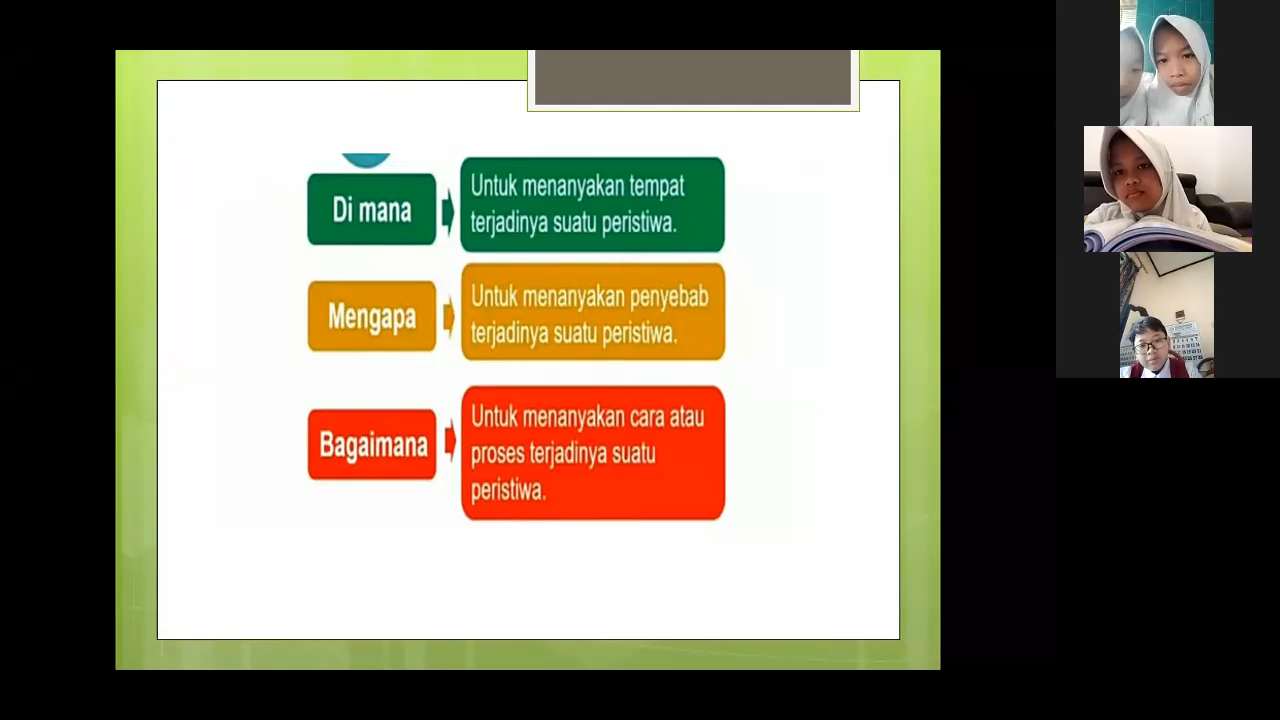 Di mana
Untuk menanyakan tempat
terjadinya suatu peristiwa.
Mengapa
Untuk menanyakan penyebab
terjadinya suatu peristiwa.
Bagaimana
Untuk menanyakan cara atau
proses terjadinya suatu
peristiwa.